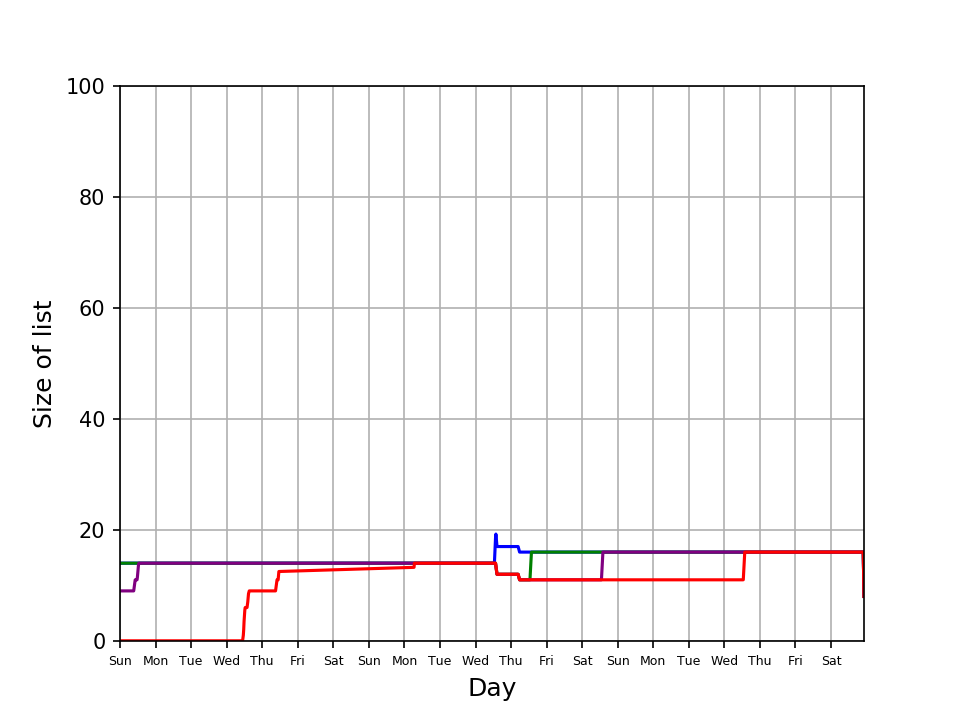 100
80
60
40
20
0
Size of list
Sun Mon Tue Wed Thu Fri Sat Sun Mon Tue Wed Thu Fri Sat Sun Mon Tue Wed Thu Fri Sat
Day